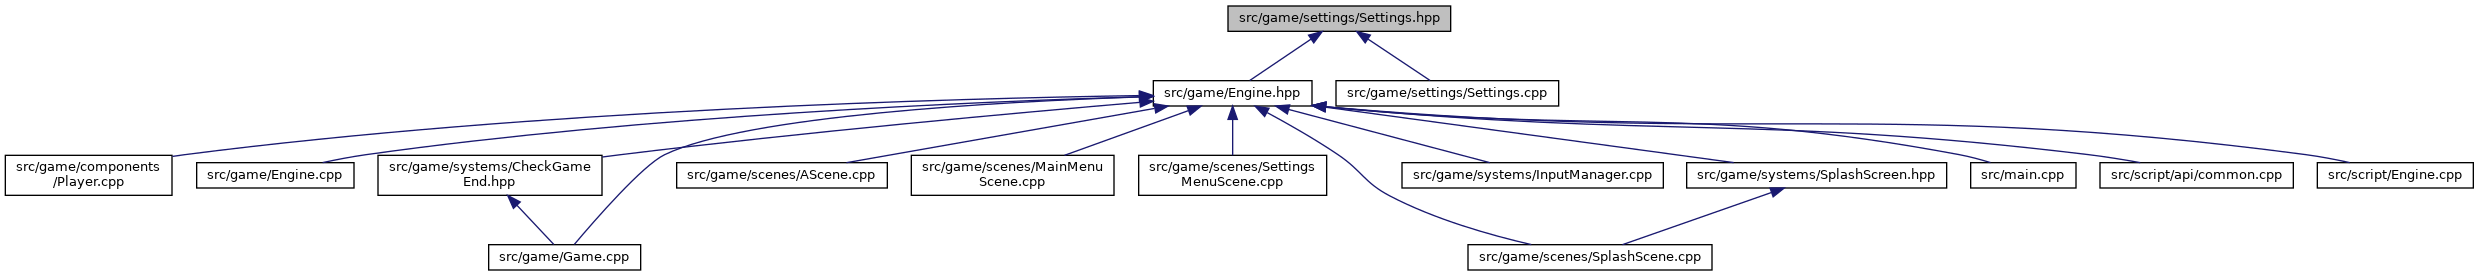 src/game/settings/Settings.hpp
src/game/Engine.hpp
src/game/settings/Settings.cpp
src/game/components
/Player.cpp
src/game/Engine.cpp
src/game/systems/CheckGame
End.hpp
src/game/scenes/AScene.cpp
src/game/scenes/MainMenu
Scene.cpp
src/game/scenes/Settings
MenuScene.cpp
src/game/systems/InputManager.cpp
src/game/systems/SplashScreen.hpp
src/main.cpp
src/script/api/common.cpp
src/script/Engine.cpp
src/game/Game.cpp
src/game/scenes/SplashScene.cpp